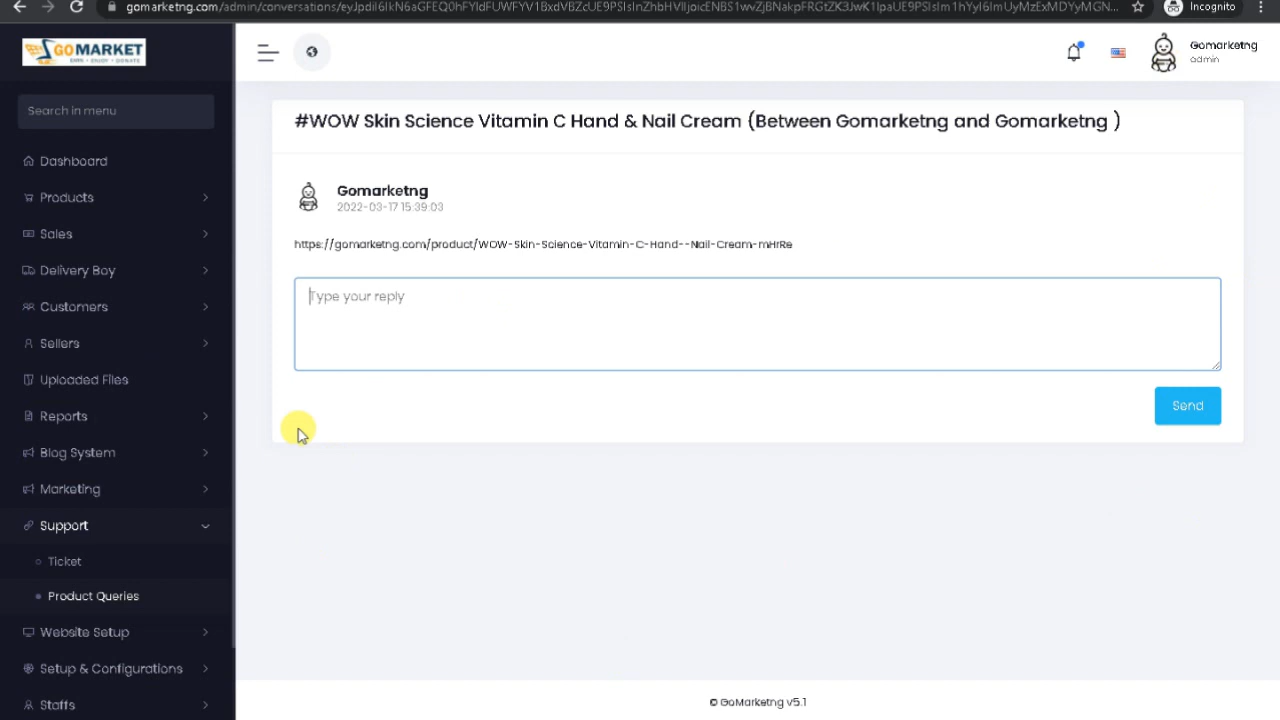 gomarketng.com/admin/conversations/
Incognito
GOMARKET
Search in menu
Dashboard
Products
Sales
Delivery Boy
Customers
Sellers
Uploaded Files
Reports
Blog System
Marketing
Support
Ticket
Product Queries
Website Setup
Setup & Configurations
Staffs
Gomarketng
admin
#WOW Skin Science Vitamin C Hand & Nail Cream (Between Gomarketng and Gomarketng )
Gomarketng
2022-03-17 15:39:03
https://gomarketng.com/product/WOW-Skin-Science-Vitamin-C-Hand--Nail-Cream-mHrRe
Type your reply
Send
© GoMarketng v5.1